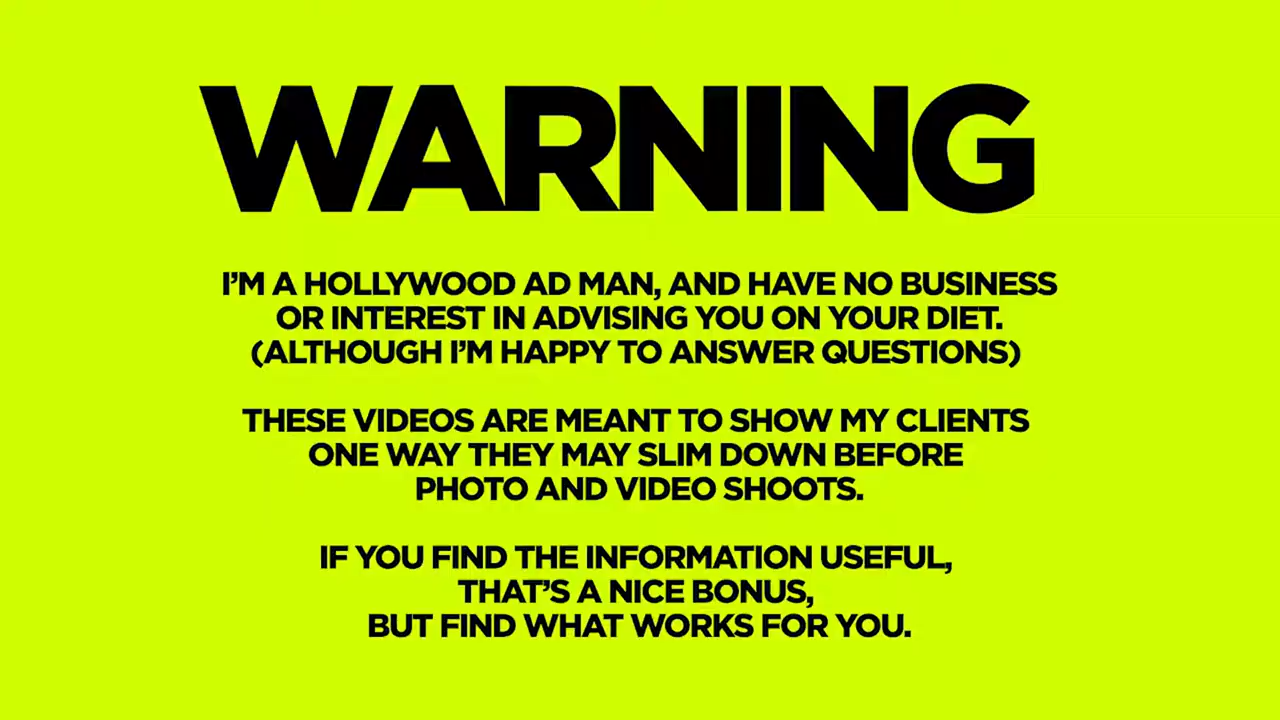 WARNING
I'M A HOLLYWOOD AD MAN, AND HAVE NO BUSINESS
OR INTEREST IN ADVISING YOU ON YOUR DIET.
(ALTHOUGH I'M HAPPY TO ANSWER QUESTIONS)
THESE VIDEOS ARE MEANT TO SHOW MY CLIENTS
ONE WAY THEY MAY SLIM DOWN BEFORE
PHOTO AND VIDEO SHOOTS.
IF YOU FIND THE INFORMATION USEFUL,
THAT'S A NICE BONUS,
BUT FIND WHAT WORKS FOR YOU.